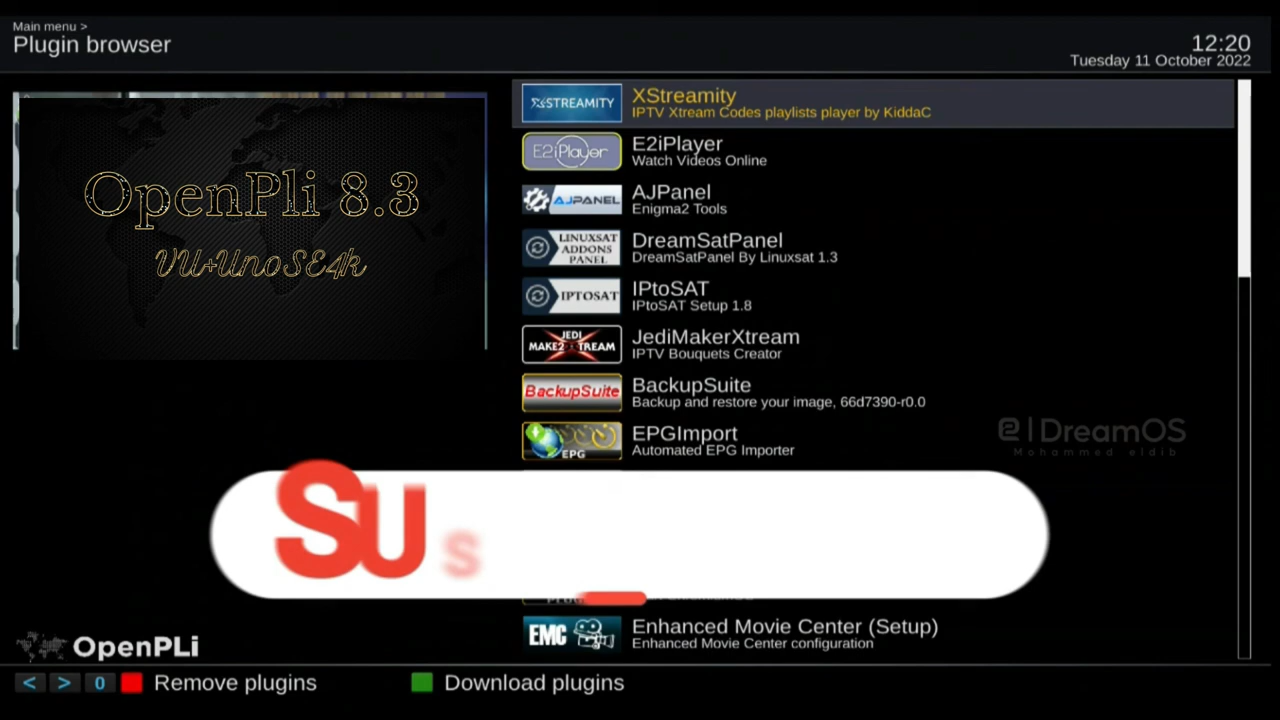 Main menu >
Plugin browser
12:20
Tuesday 11 October 2022
OpenPli 8.3
VU+UnoSE4k
XSTREAMITY
XStreamity
IPTV Xtream Codes playlists player by KiddaC
E2iPlayer
E2iPlayer
Watch Videos Online
AJPANEL
AJPanel
Enigma2 Tools
LINUXSAT
ADDONS
PANEL
DreamSatPanel
DreamSatPanel By Linuxsat 1.3
IPTOSAT
IPtoSAT
IPtoSAT Setup 1.8
JEDI
MAKE2XTREAM
JediMakerXtream
IPTV Bouquets Creator
BackupSuite
BackupSuite
Backup and restore your image, 66d7390-r0.0
EPG
EPGImport
Automated EPG Importer
DreamOS
Mohammed eldib
SU s
EMC
Enhanced Movie Center (Setup)
Enhanced Movie Center configuration
OpenPLi
< > 0 Remove plugins
Download plugins